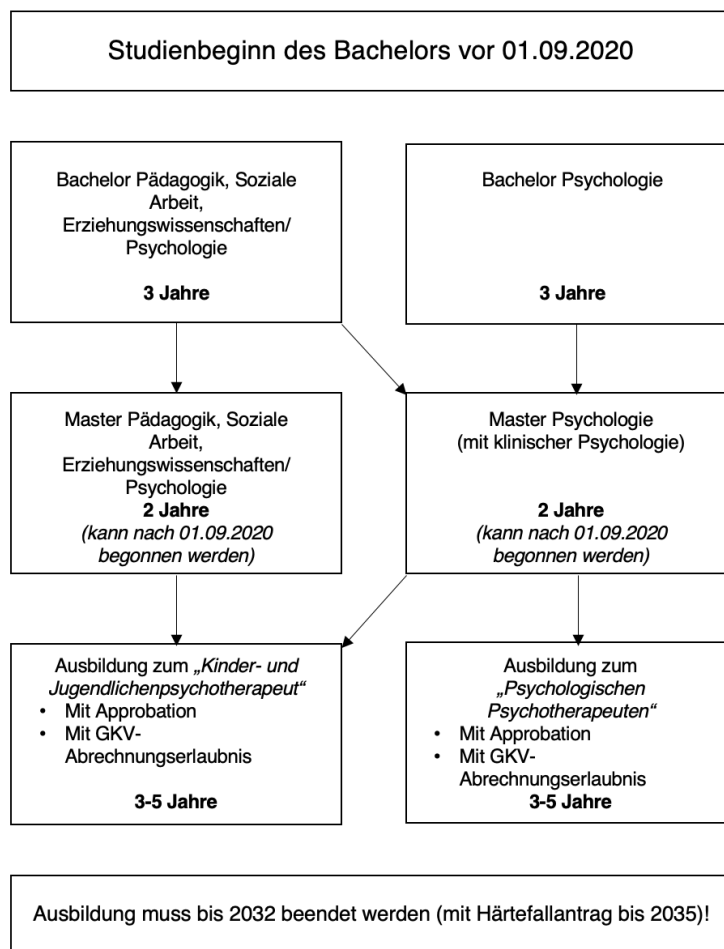 Studienbeginn des Bachelors vor 01.09.2020
Bachelor Pädagogik, Soziale
Arbeit,
Erziehungswissenschaften/
Psychologie
3 Jahre
Bachelor Psychologie
3 Jahre
Master Pädagogik, Soziale
Arbeit,
Erziehungswissenschaften/
Psychologie
2 Jahre
(kann nach 01.09.2020
begonnen werden)
Master Psychologie
(mit klinischer Psychologie)
2 Jahre
(kann nach 01.09.2020
begonnen werden)
Ausbildung zum „Kinder- und
Jugendlichenpsychotherapeut“
• Mit Approbation
• Mit GKV-
Abrechnungserlaubnis
3-5 Jahre
Ausbildung zum
„Psychologischen
Psychotherapeuten“
• Mit Approbation
• Mit GKV-
Abrechnungserlaubnis
3-5 Jahre
Ausbildung muss bis 2032 beendet werden (mit Härtefallantrag bis 2035)!